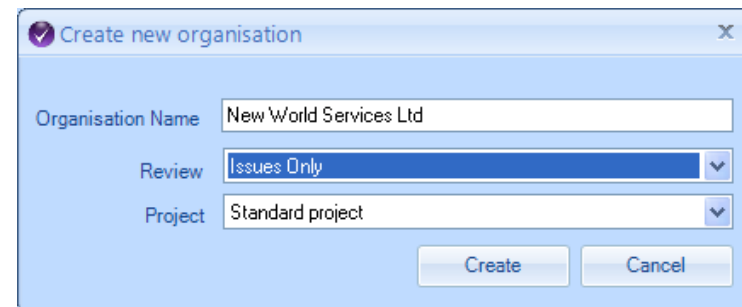 Create new organisation
Organisation Name New World Services Ltd
Review Issues Only
Project Standard project
Create Cancel